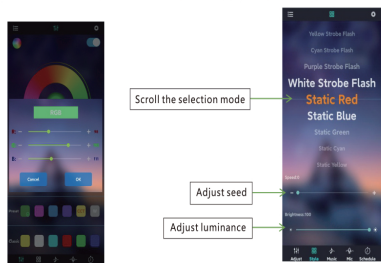 RGB
R:
G:
B:
Cancel
OK
Scroll the selection mode
Adjust seed
Adjust luminance
Yellow Strobe Flash
Cyan Strobe Flash
Purple Strobe Flash
White Strobe Flash
Static Red
Static Blue
Static Green
Static Cyan
Static Yellow
Adjust
Style
Music
Mic
Schedule